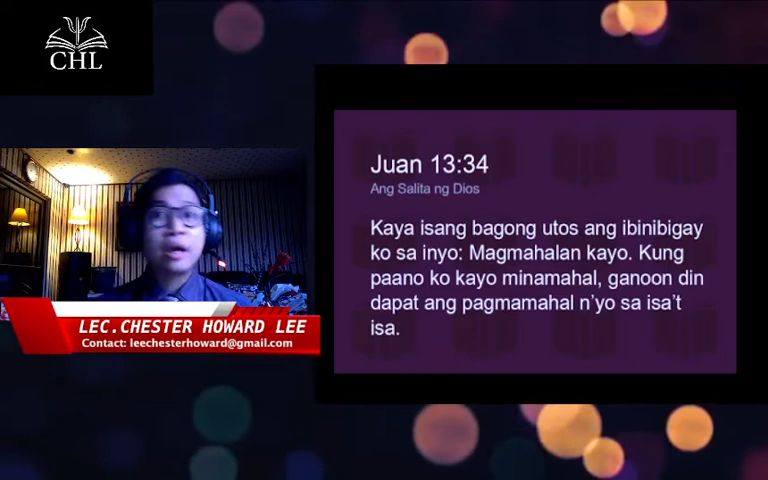 CHL
Juan 13:34
Ang Salita ng Dios
Kaya isang bagong utos ang ibinibigay
ko sa inyo: Magmahalan kayo. Kung
paano ko kayo minamahal, ganoon din
dapat ang pagmamahal n'yo sa isa't
isa.
LEC.CHESTER HOWARD LEE
Contact: leechesterhoward@gmail.com